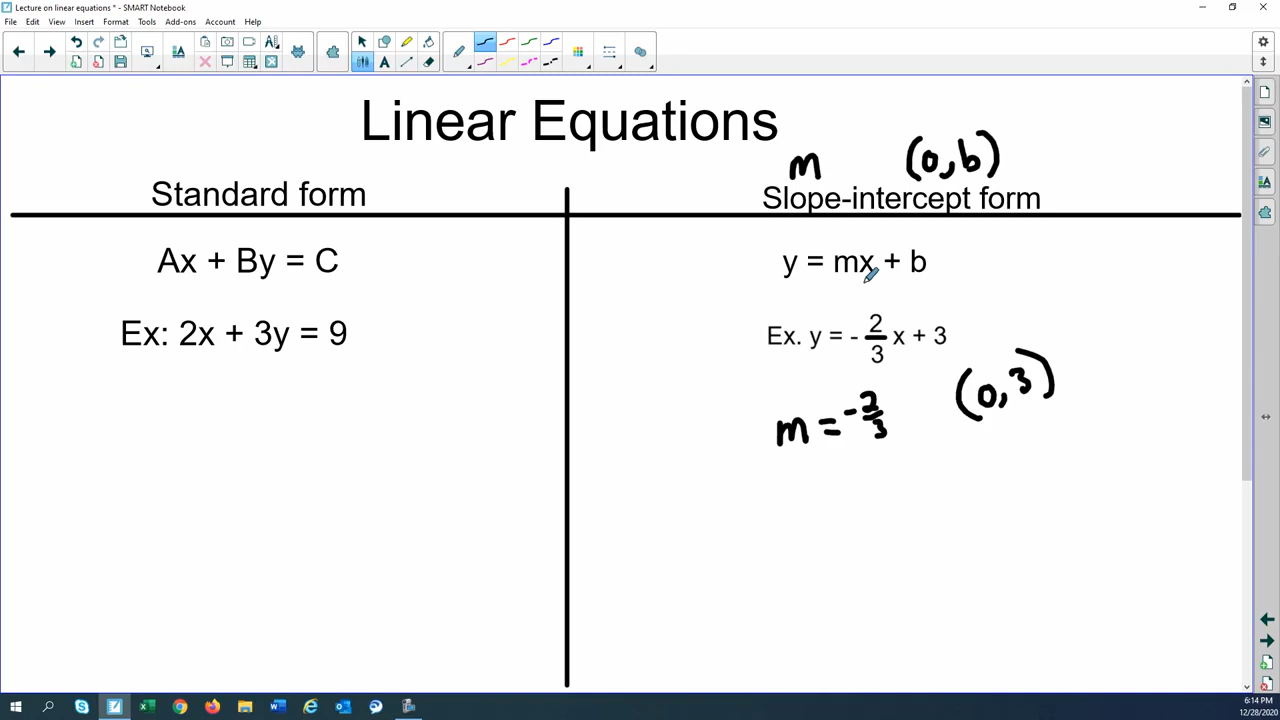 Lecture on linear equations * - SMART Notebook
File Edit View Insert Format Tools Add-ons Account Help
Linear Equations
m (0,b)
Standard form
Slope-intercept form
Ax + By = C
y = mx + b
Ex: 2x + 3y = 9
Ex. y = - 2/3 x + 3
m = -2/3 (0,3)
6:14 PM
12/28/2020